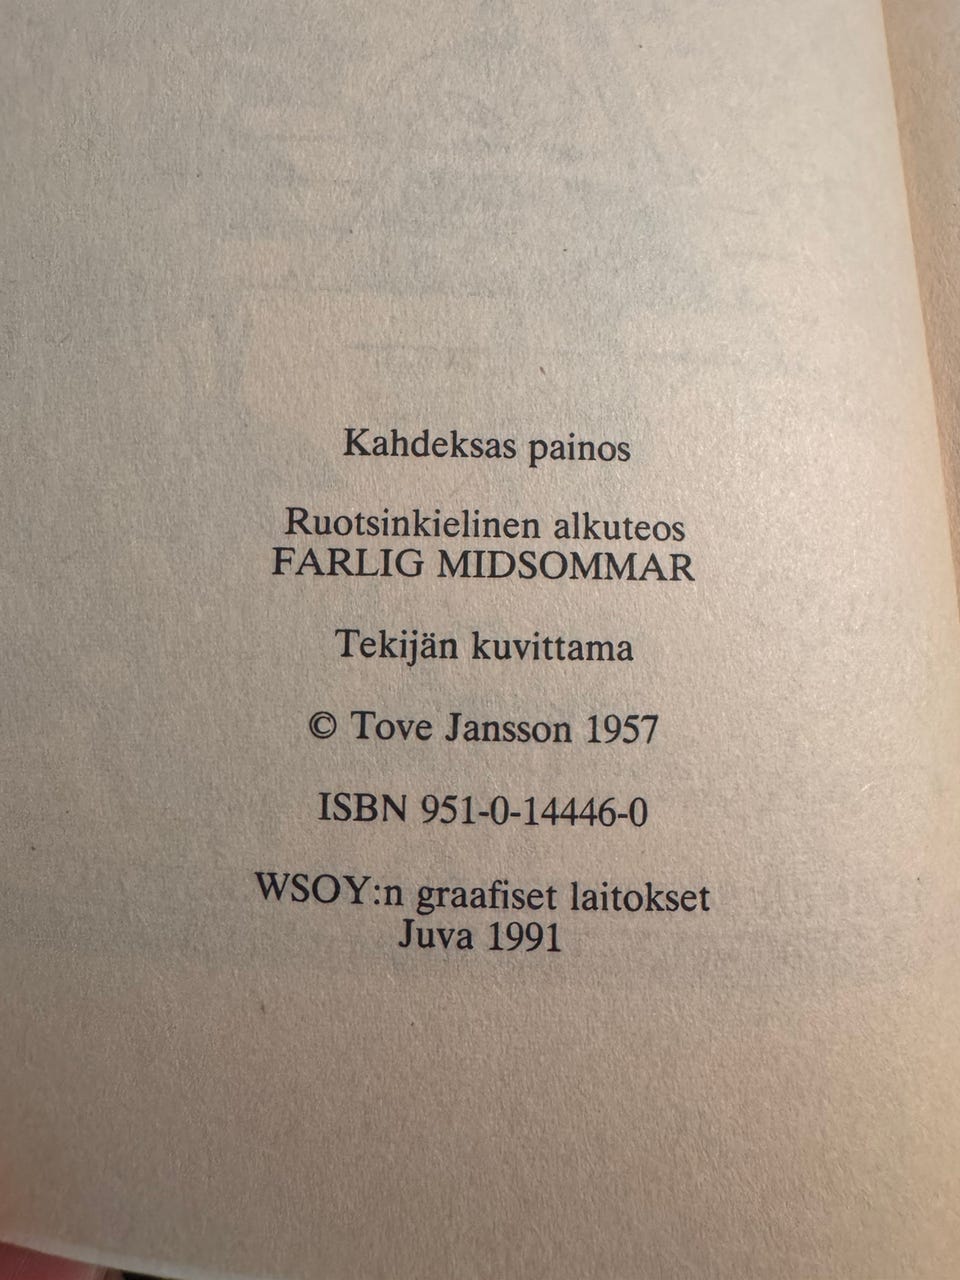 Kahdeksas painos
Ruotsinkielinen alkuteos
FARLIG MIDSOMMAR
Tekijän kuvittama
© Tove Jansson 1957
ISBN 951-0-14446-0
WSOY:n graafiset laitokset
Juva 1991